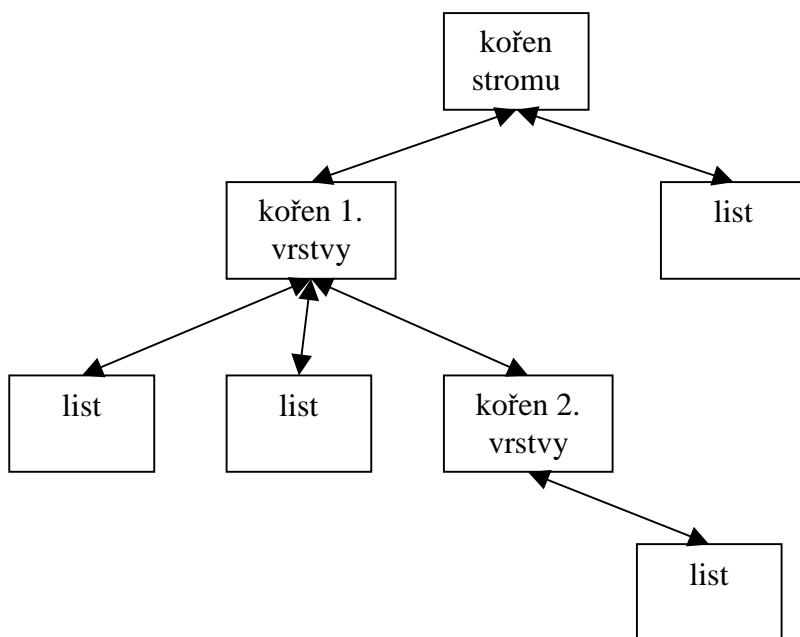 kořen
stromu
kořen 1.
vrstvy
list
list
list
kořen 2.
vrstvy
list